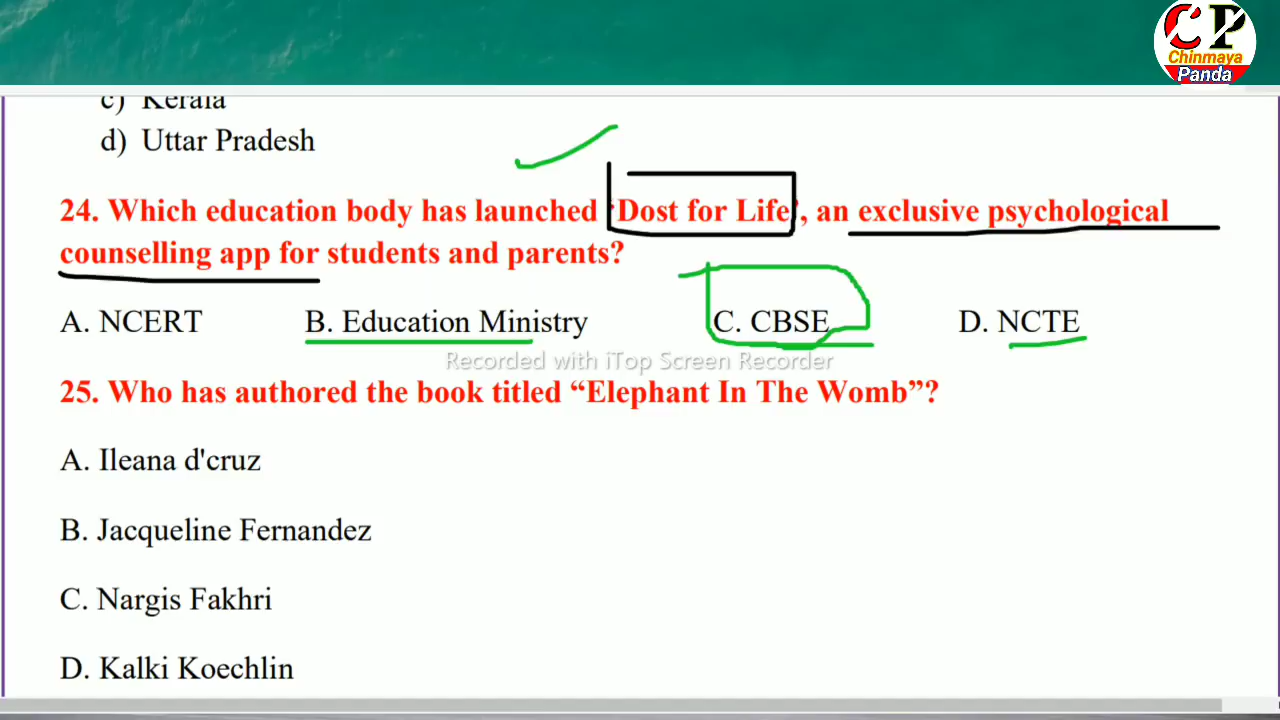 CP
Chinmaya
Panda
c) Kerala
d) Uttar Pradesh
24. Which education body has launched ‘Dost for Life’, an exclusive psychological
counselling app for students and parents?
A. NCERT B. Education Ministry C. CBSE D. NCTE
Recorded with iTop Screen Recorder
25. Who has authored the book titled “Elephant In The Womb”?
A. Ileana d'cruz
B. Jacqueline Fernandez
C. Nargis Fakhri
D. Kalki Koechlin